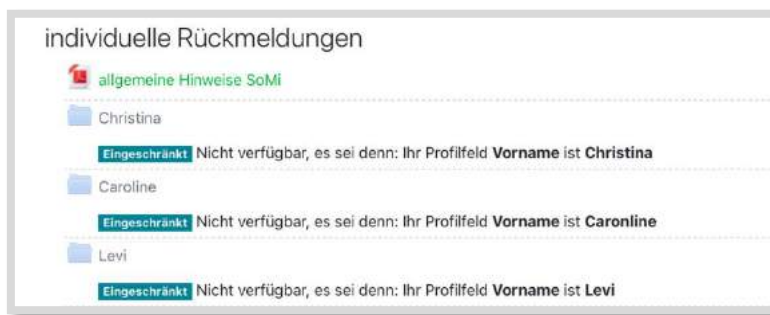 individuelle Rückmeldungen
allgemeine Hinweise SoMi
Christina
Eingeschränkt Nicht verfügbar, es sei denn: Ihr Profilfeld Vorname ist Christina
Caroline
Eingeschränkt Nicht verfügbar, es sei denn: Ihr Profilfeld Vorname ist Caronline
Levi
Eingeschränkt Nicht verfügbar, es sei denn: Ihr Profilfeld Vorname ist Levi